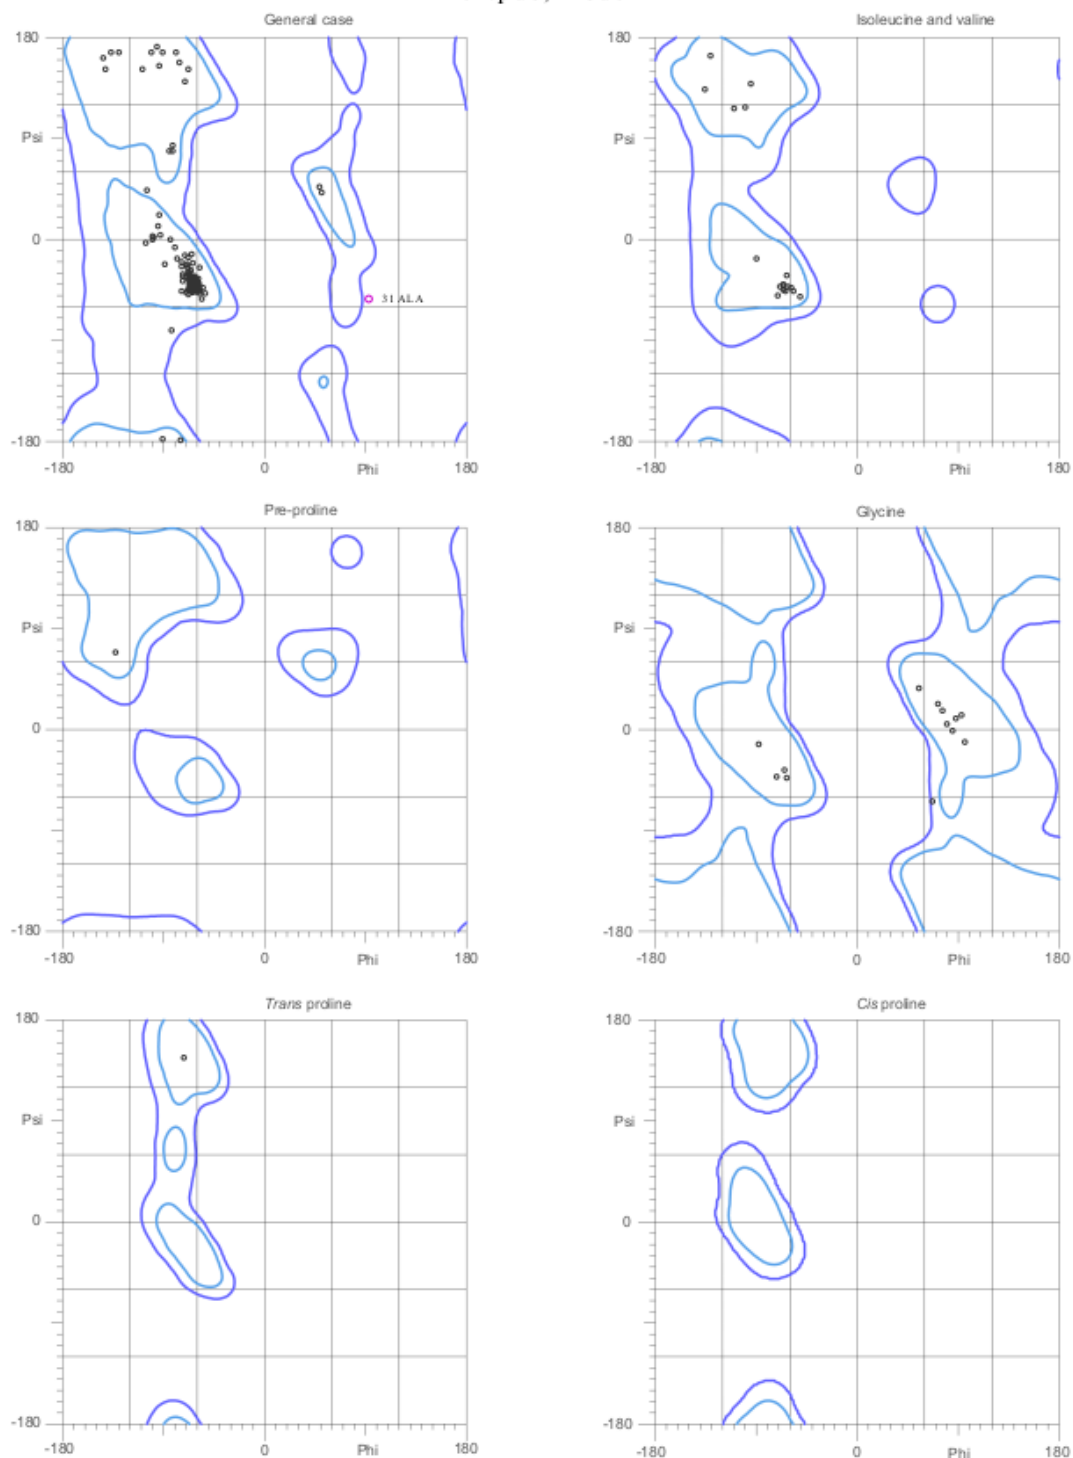 General case
Isoleucine and valine
180
180
Psi
Psi
0
0
31 ALA
-180
-180
-180 0 Phi 180
-180 0 Phi 180
Pre-proline
Glycine
180
180
Psi
Psi
0
0
-180
-180
-180 0 Phi 180
-180 0 Phi 180
Trans proline
Cis proline
180
180
Psi
Psi
0
0
-180
-180
-180 0 Phi 180
-180 0 Phi 180